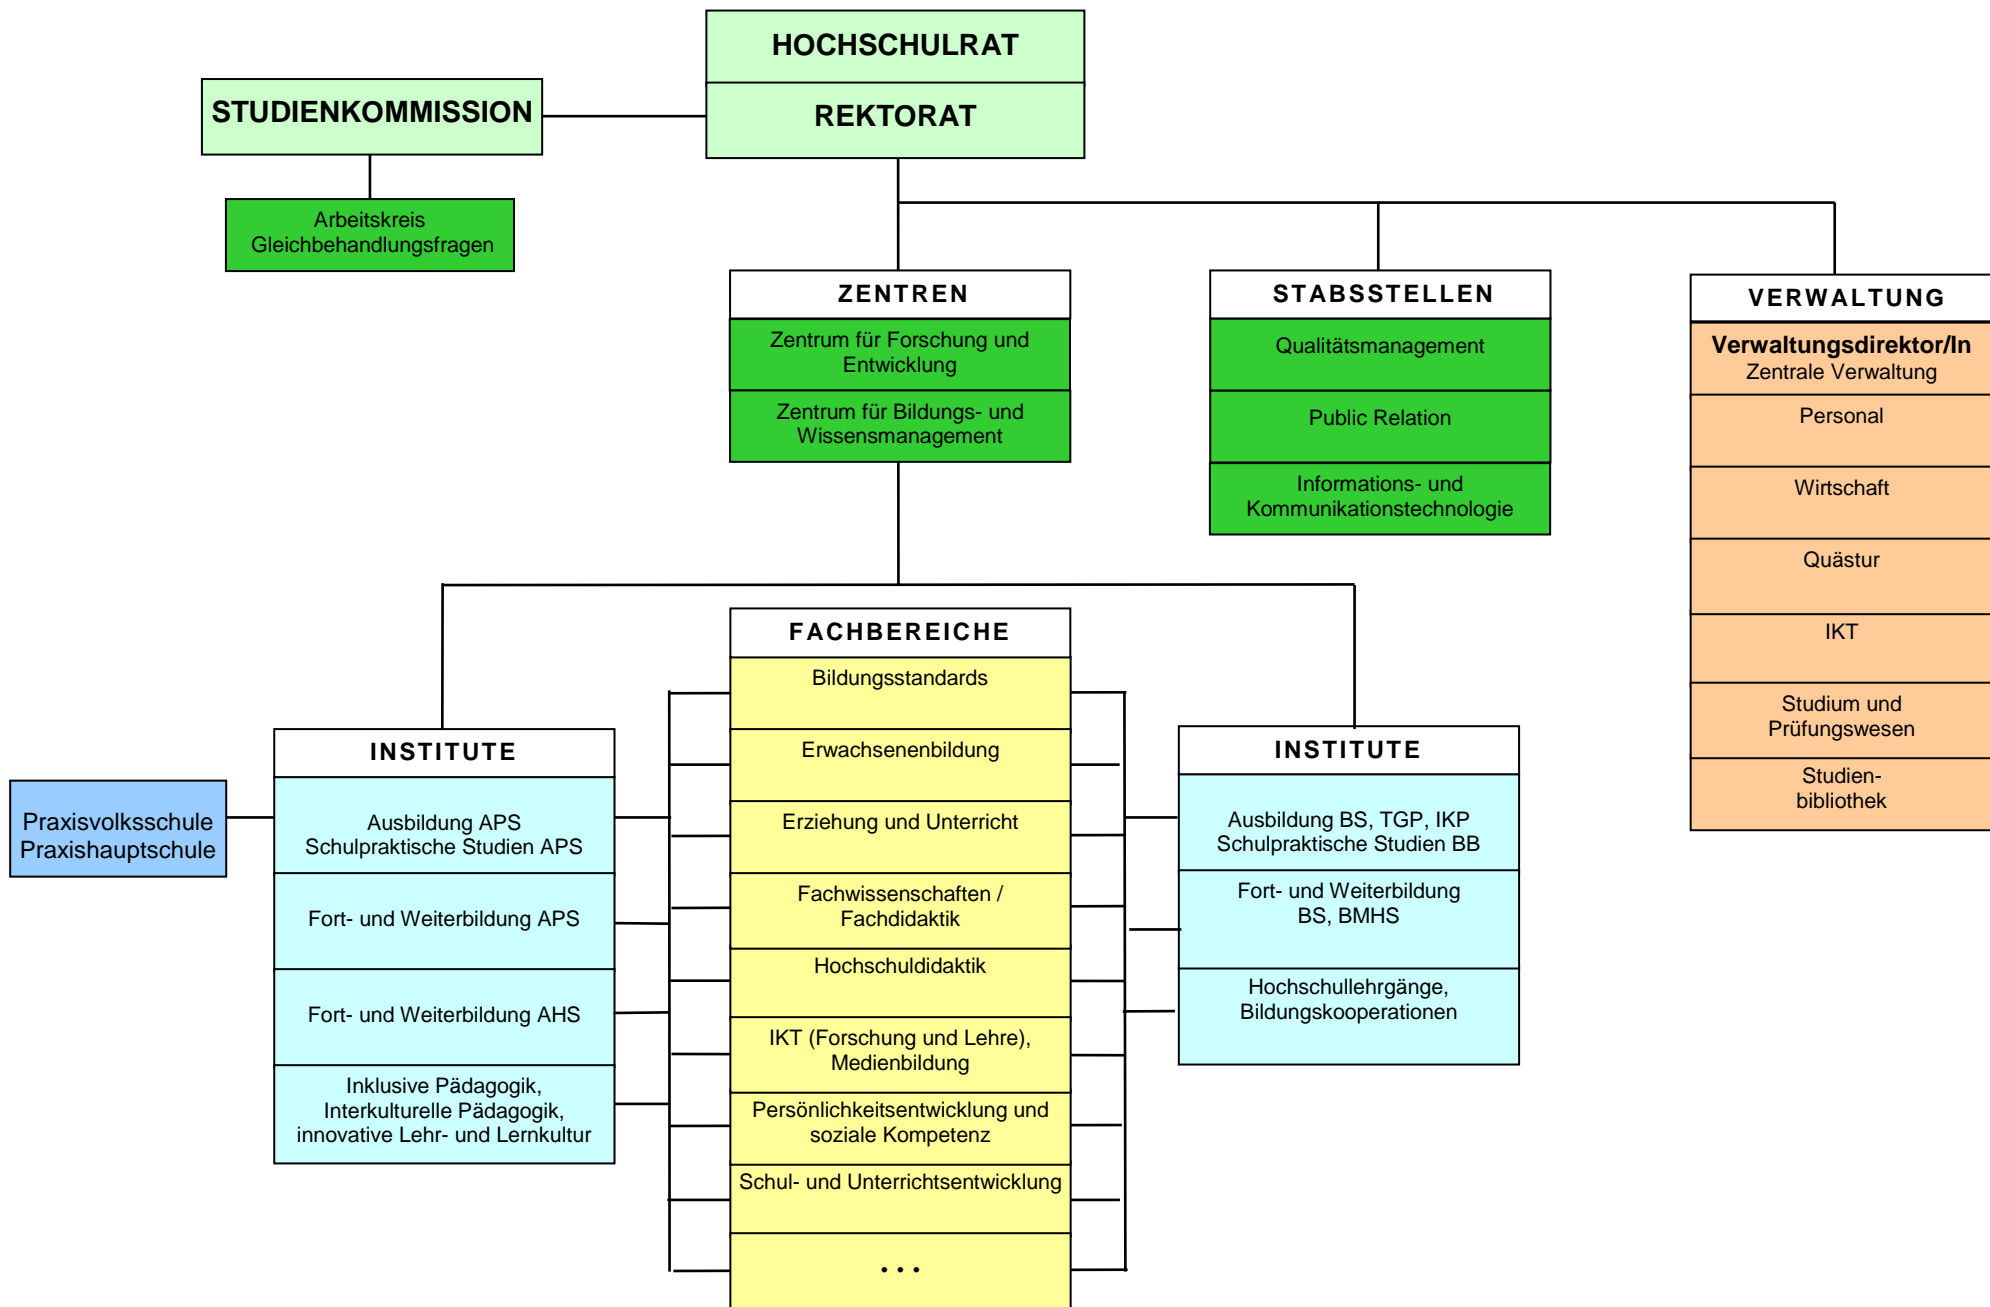 HOCHSCHULRAT
STUDIENKOMMISSION
REKTORAT
Arbeitskreis
Gleichbehandlungsfragen
ZENTREN
Zentrum für Forschung und
Entwicklung
Zentrum für Bildungs- und
Wissensmanagement
STABSSTELLEN
Qualitätsmanagement
Public Relation
Informations- und
Kommunikationstechnologie
VERWALTUNG
Verwaltungsdirektor/In
Zentrale Verwaltung
Personal
Wirtschaft
Quästur
IKT
Studium und
Prüfungswesen
Studien-
bibliothek
Praxisvolksschule
Praxishauptschule
INSTITUTE
Ausbildung APS
Schulpraktische Studien APS
Fort- und Weiterbildung APS
Fort- und Weiterbildung AHS
Inklusive Pädagogik,
Interkulturelle Pädagogik,
innovative Lehr- und Lernkultur
FACHBEREICHE
Bildungsstandards
Erwachsenenbildung
Erziehung und Unterricht
Fachwissenschaften /
Fachdidaktik
Hochschuldidaktik
IKT (Forschung und Lehre),
Medienbildung
Persönlichkeitsentwicklung und
soziale Kompetenz
Schul- und Unterrichtsentwicklung
...
INSTITUTE
Ausbildung BS, TGP, IKP
Schulpraktische Studien BB
Fort- und Weiterbildung
BS, BMHS
Hochschullehrgänge,
Bildungskooperationen